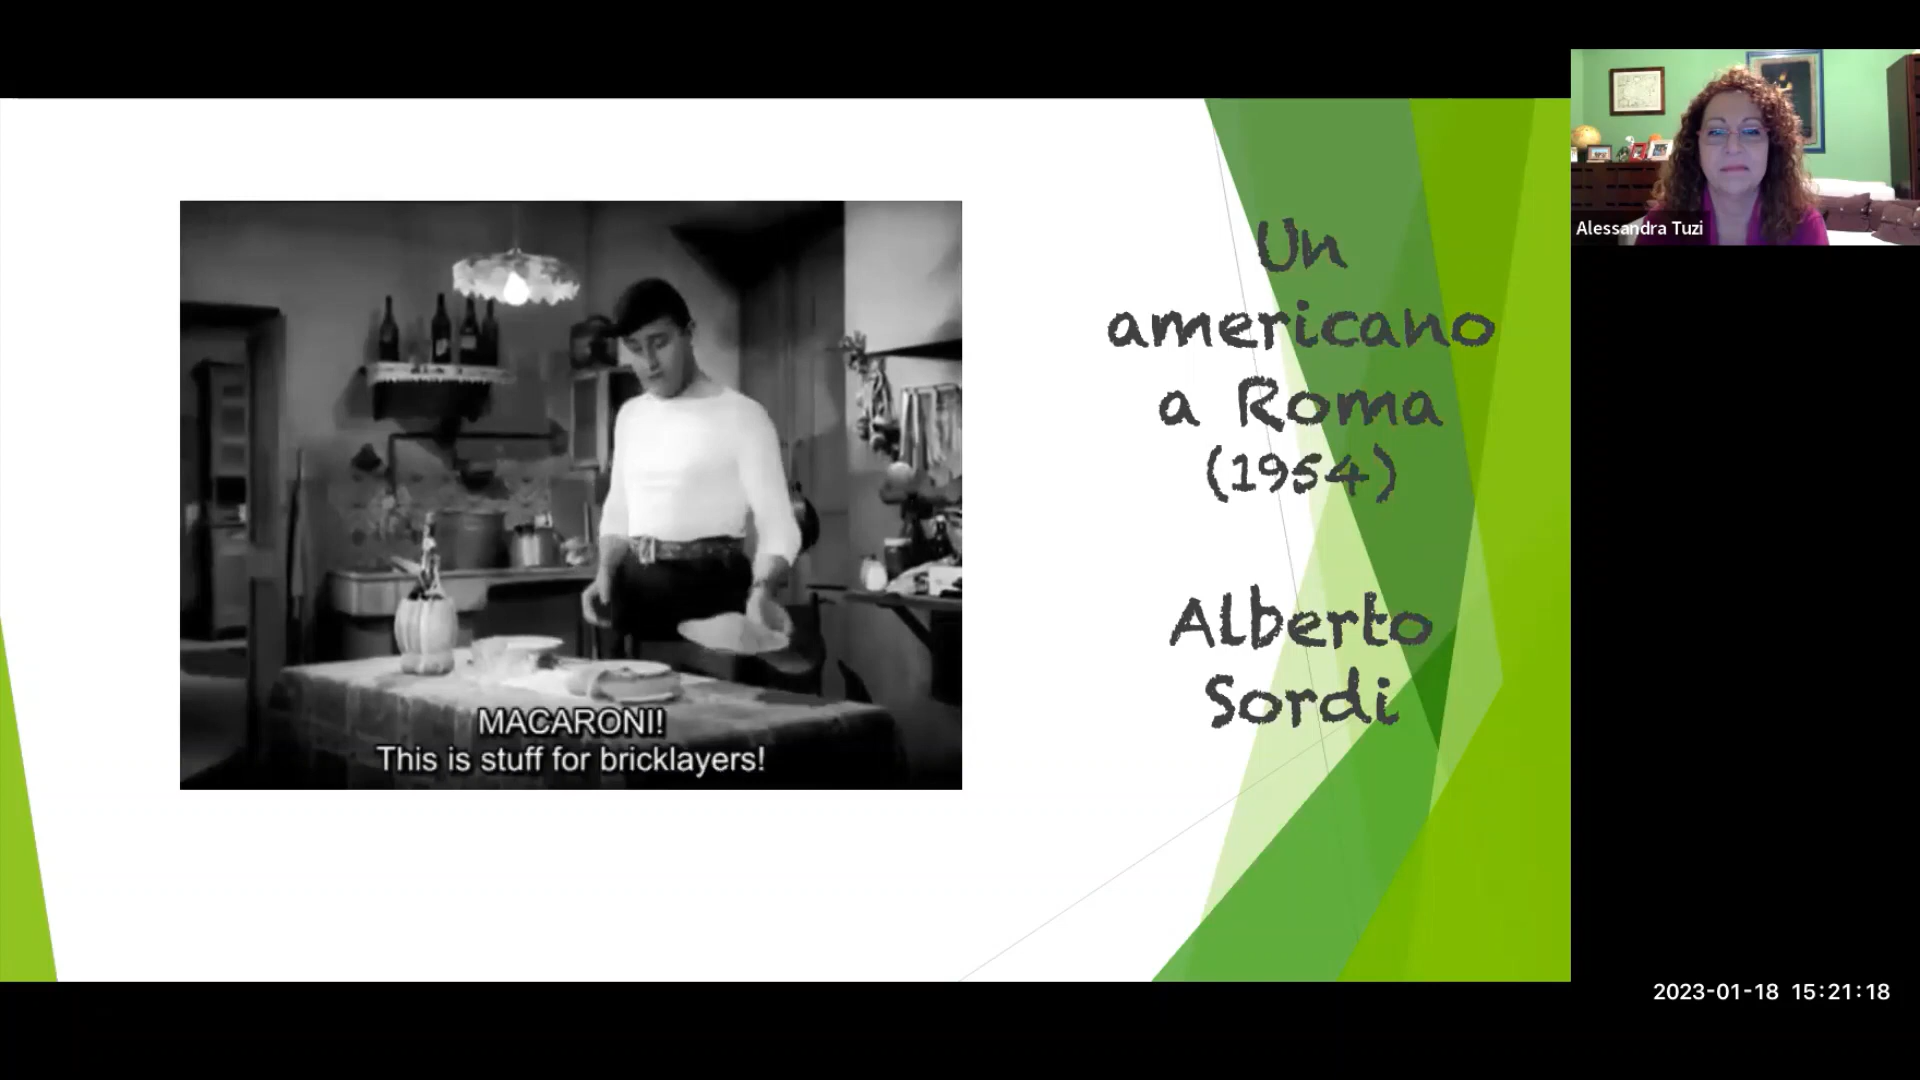 Un
americano
a Roma
(1954)
Alberto
Sordi
MACARONI!
This is stuff for bricklayers!
Alessandra Tuzi
2023-01-18 15:21:18